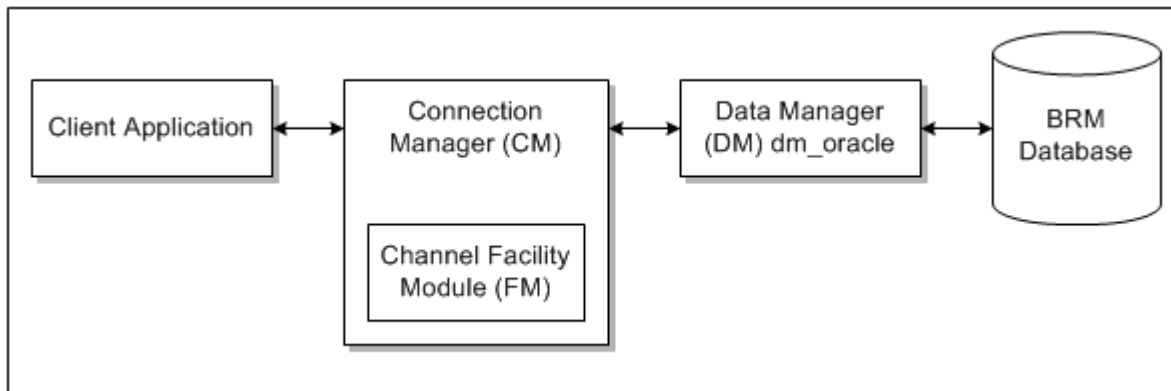 Client Application
Connection
Manager (CM)
Channel Facility
Module (FM)
Data Manager
(DM) dm_oracle
BRM
Database